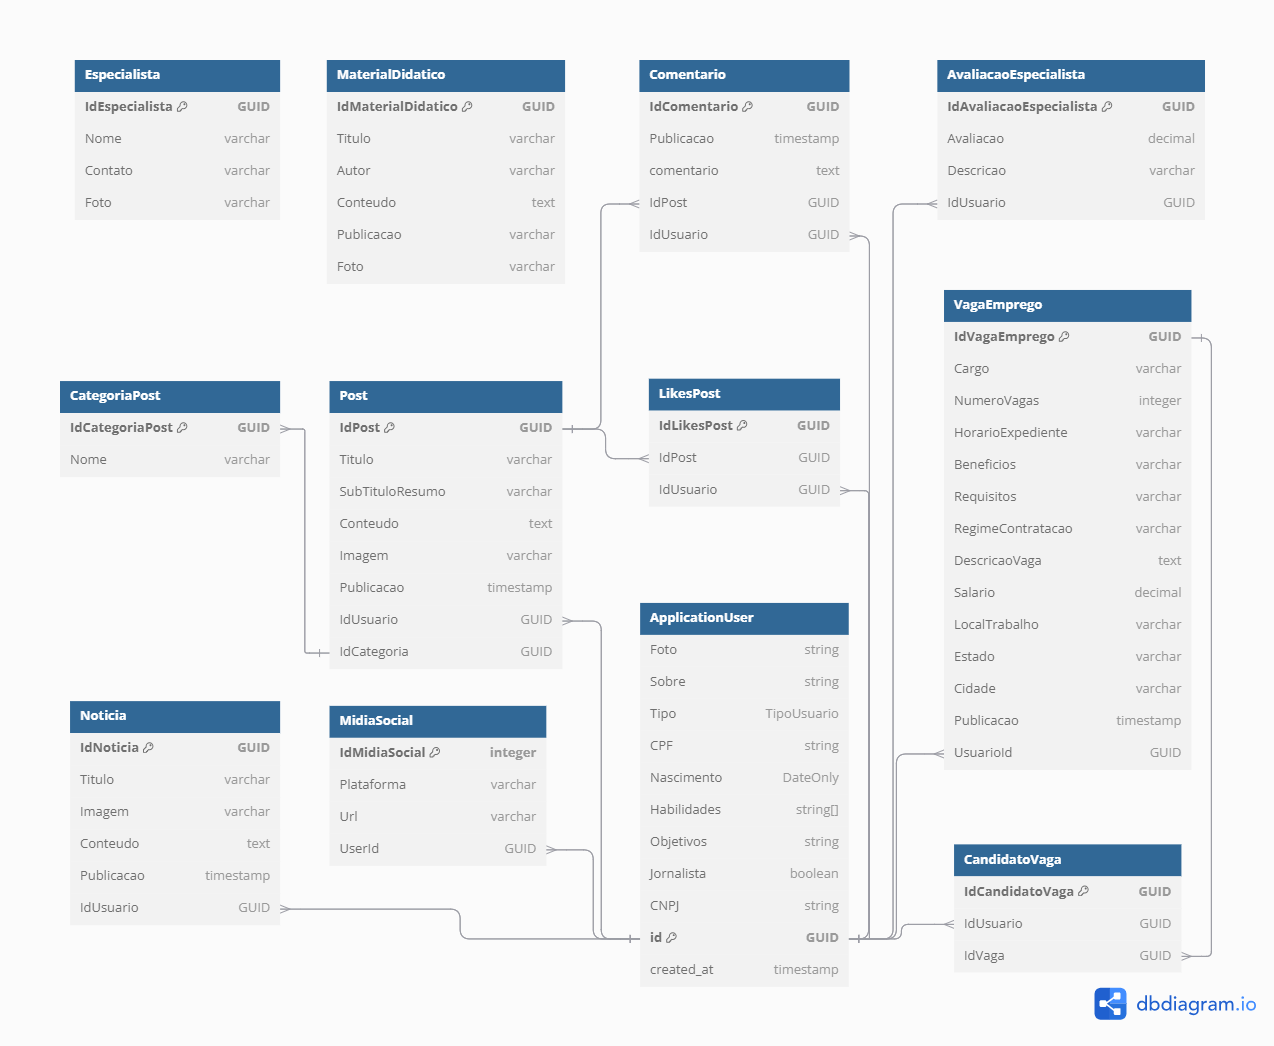 Especialista
IdEspecialista GUID
Nome varchar
Contato varchar
Foto varchar
MaterialDidatico
IdMaterialDidatico GUID
Titulo varchar
Autor varchar
Conteudo text
Publicacao varchar
Foto varchar
Comentario
IdComentario GUID
Publicacao timestamp
comentario text
IdPost GUID
IdUsuario GUID
AvaliacaoEspecialista
IdAvaliacaoEspecialista GUID
Avaliacao decimal
Descricao varchar
IdUsuario GUID
CategoriaPost
IdCategoriaPost GUID
Nome varchar
Post
IdPost GUID
Titulo varchar
SubTituloResumo varchar
Conteudo text
Imagem varchar
Publicacao timestamp
IdUsuario GUID
IdCategoria GUID
LikesPost
IdLikesPost GUID
IdPost GUID
IdUsuario GUID
VagaEmprego
IdVagaEmprego GUID
Cargo varchar
NumeroVagas integer
HorarioExpediente varchar
Beneficios varchar
Requisitos varchar
RegimeContratacao varchar
DescricaoVaga text
Salario decimal
LocalTrabalho varchar
Estado varchar
Cidade varchar
Publicacao timestamp
UsuarioId GUID
Noticia
IdNoticia GUID
Titulo varchar
Imagem varchar
Conteudo text
Publicacao timestamp
IdUsuario GUID
MidiaSocial
IdMidiaSocial integer
Plataforma varchar
Url varchar
UserId GUID
ApplicationUser
Foto string
Sobre string
Tipo TipoUsuario
CPF string
Nascimento DateOnly
Habilidades string[]
Objetivos string
Jornalista boolean
CNPJ string
id GUID
created_at timestamp
CandidatoVaga
IdCandidatoVaga GUID
IdUsuario GUID
IdVaga GUID
dbdiagram.io